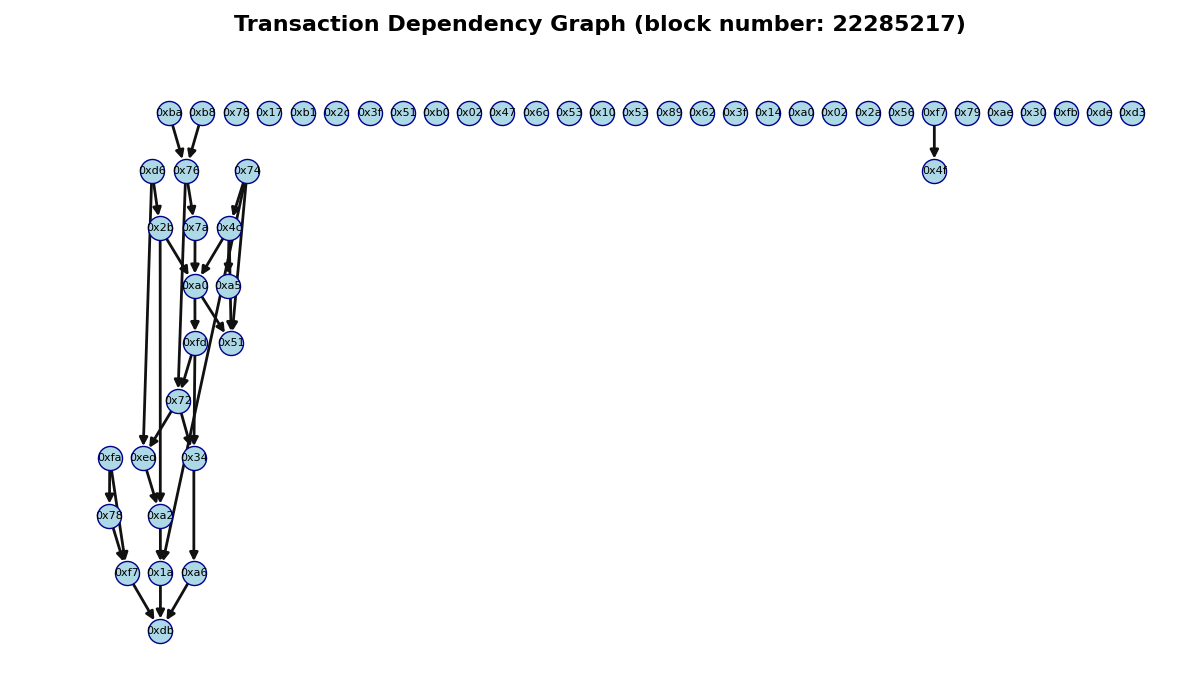 Transaction Dependency Graph (block number: 22285217)
0xba 0xb8 0x78 0x17 0xb1 0x2c 0x3f 0x51 0xb0 0x02 0x47 0x6c 0x53 0x10 0x53 0x89 0x62 0x3f 0x14 0xa0 0x02 0x2a 0x56 0xf7 0x79 0xae 0x30 0xfb 0xde 0xd3
0xd6 0x76 0x74 0x4f
0x2b 0x7a 0x4c
0xa0 0xa5
0xfd 0x51
0x72
0xfa 0xed 0x34
0x78 0xa2
0xf7 0x1a 0xa6
0xdb